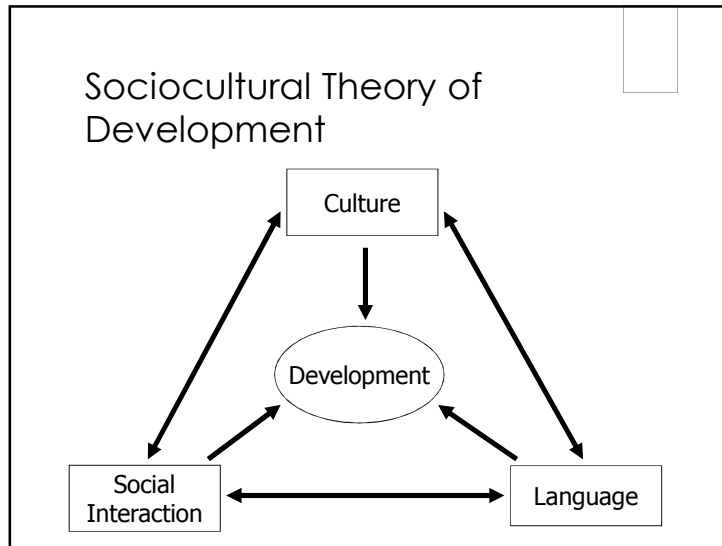 Sociocultural Theory of
Development
Culture
Development
Social
Interaction
Language